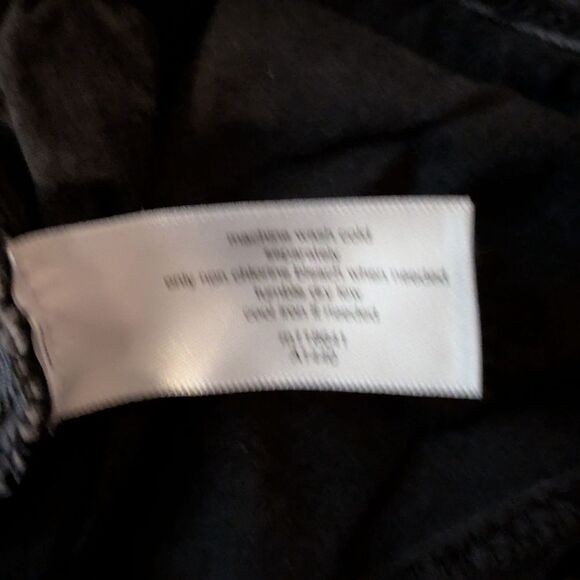 machine wash cold
separately
only non chlorine bleach when needed
tumble dry low
cool iron if needed